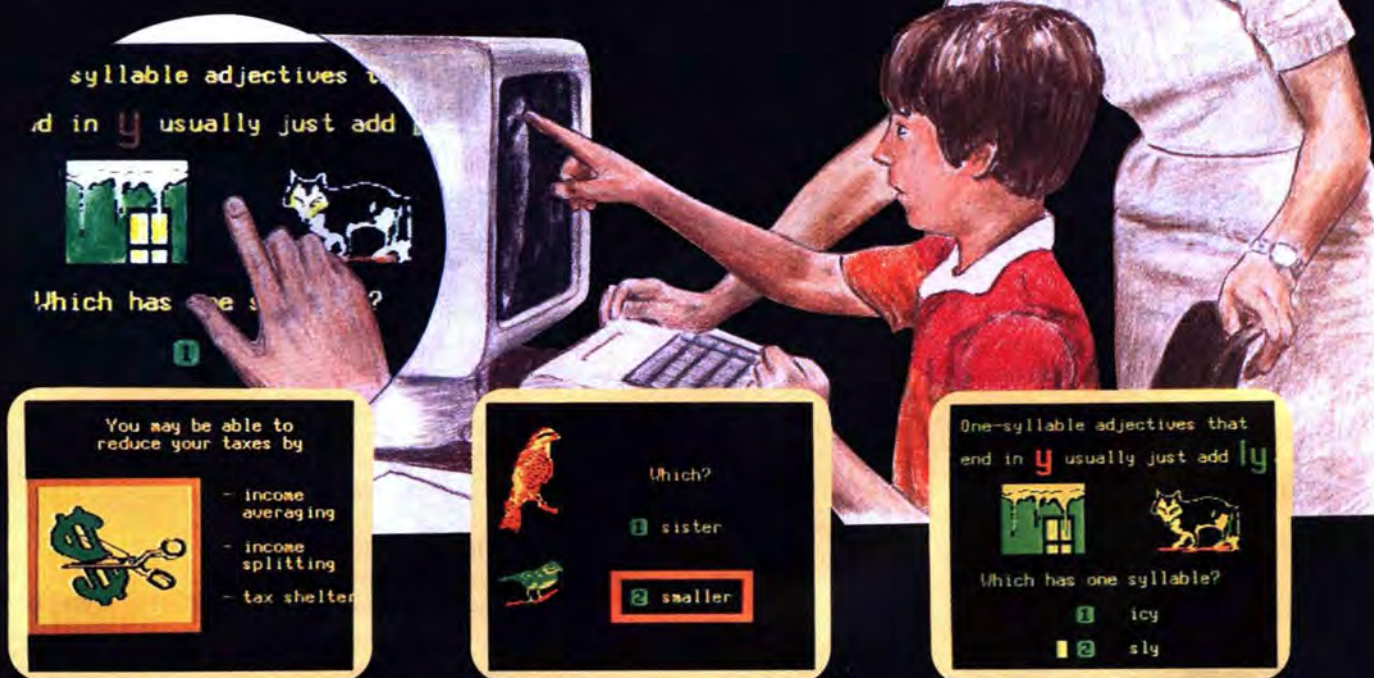 syllable adjectives
d in y usually just add
Which has
?
1
You may be able to
reduce your taxes by
- income
averaging
- income
splitting
- tax shelter
Which?
1 sister
2 smaller
One-syllable adjectives that
end in y usually just add ly.
Which has one syllable?
1 icy
2 sly